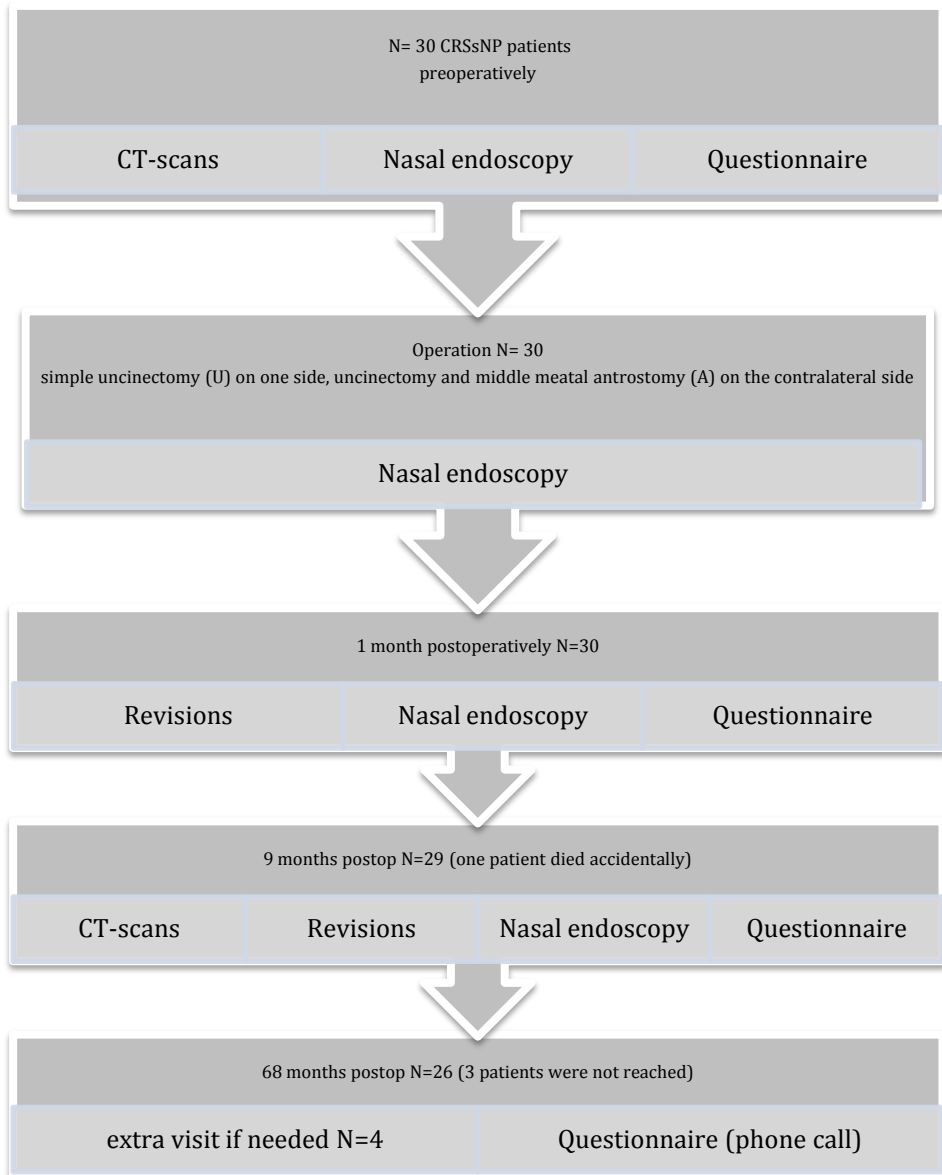 N= 30 CRSsNP patients
preoperatively
CT-scans
Nasal endoscopy
Questionnaire
Operation N= 30
simple uncinectomy (U) on one side, uncinectomy and middle meatal antrostomy (A) on the contralateral side
Nasal endoscopy
1 month postoperatively N=30
Revisions
Nasal endoscopy
Questionnaire
9 months postop N=29 (one patient died accidentally)
CT-scans
Revisions
Nasal endoscopy
Questionnaire
68 months postop N=26 (3 patients were not reached)
extra visit if needed N=4
Questionnaire (phone call)